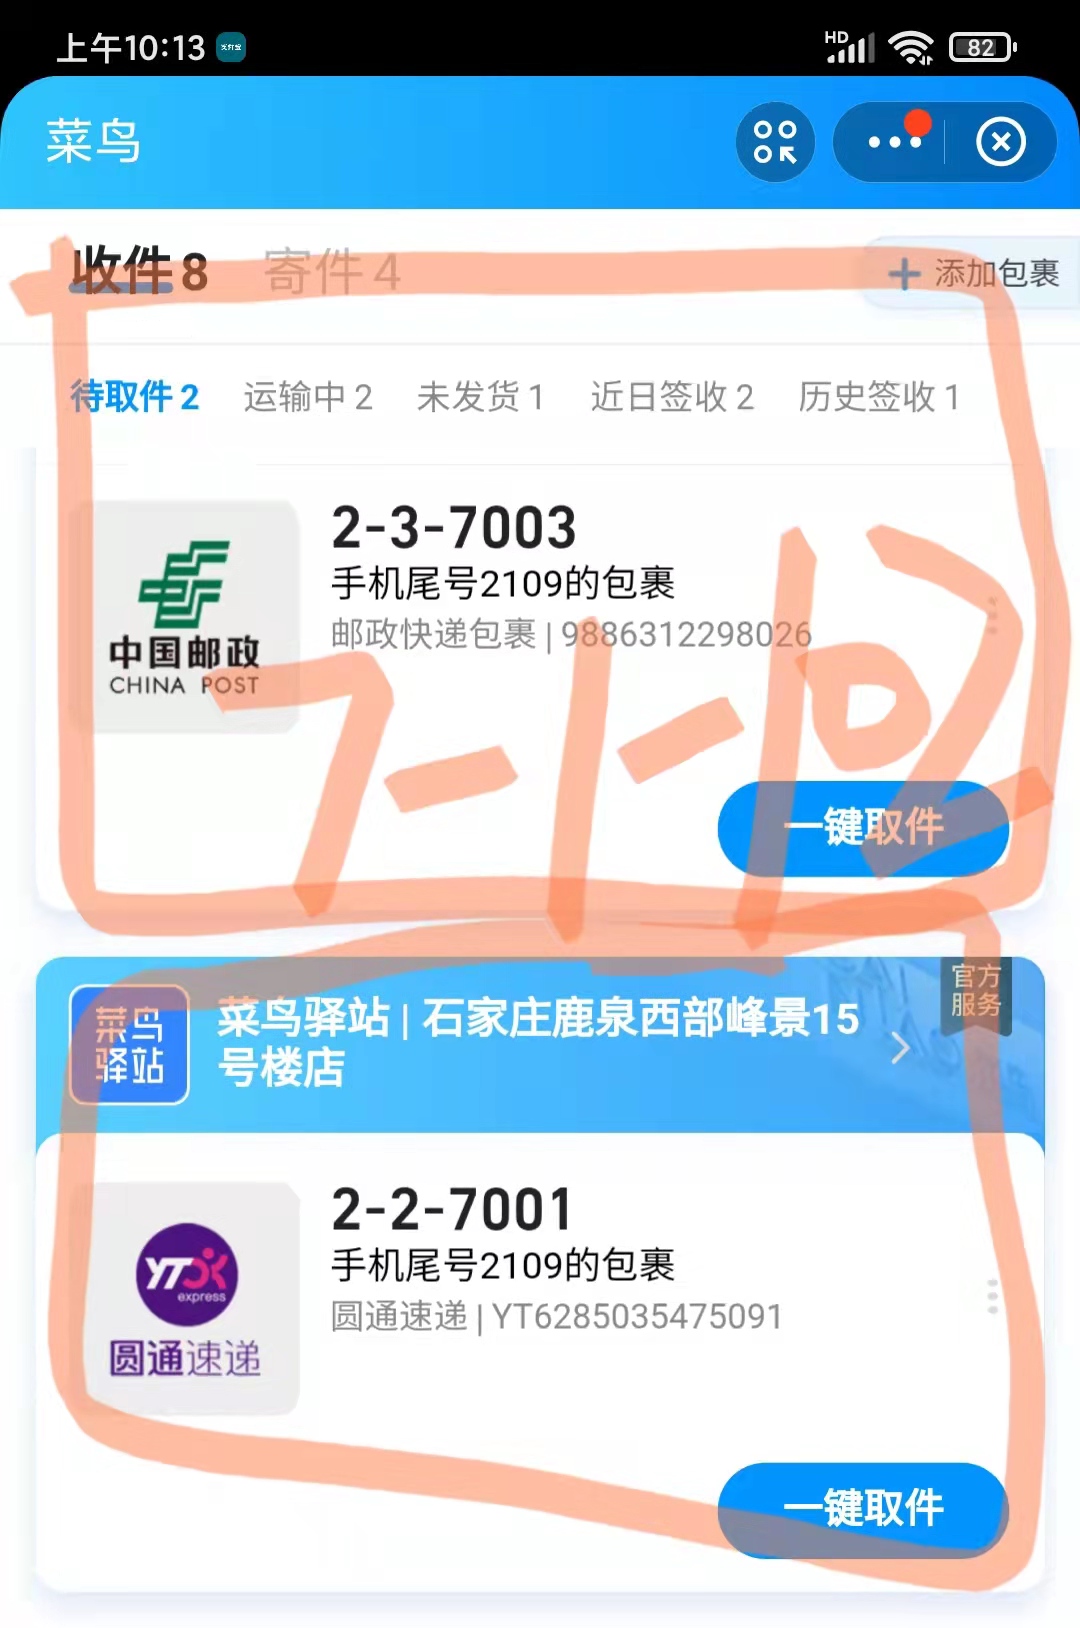 上午10:13
HD
82
菜鸟
收件8
寄件4
添加包裹
待取件2
运输中2
未发货1
近日签收2
历史签收1
2-3-7003
手机尾号2109的包裹
邮政快递包裹 | 9886312298026
中国邮政
CHINA POST
7-1-102
一键取件
菜鸟
驿站
菜鸟驿站 | 石家庄鹿泉西部峰景15
号楼店
官方
服务
2-2-7001
手机尾号2109的包裹
圆通速递 | YT6285035475091
YTO
express
圆通速递
一键取件